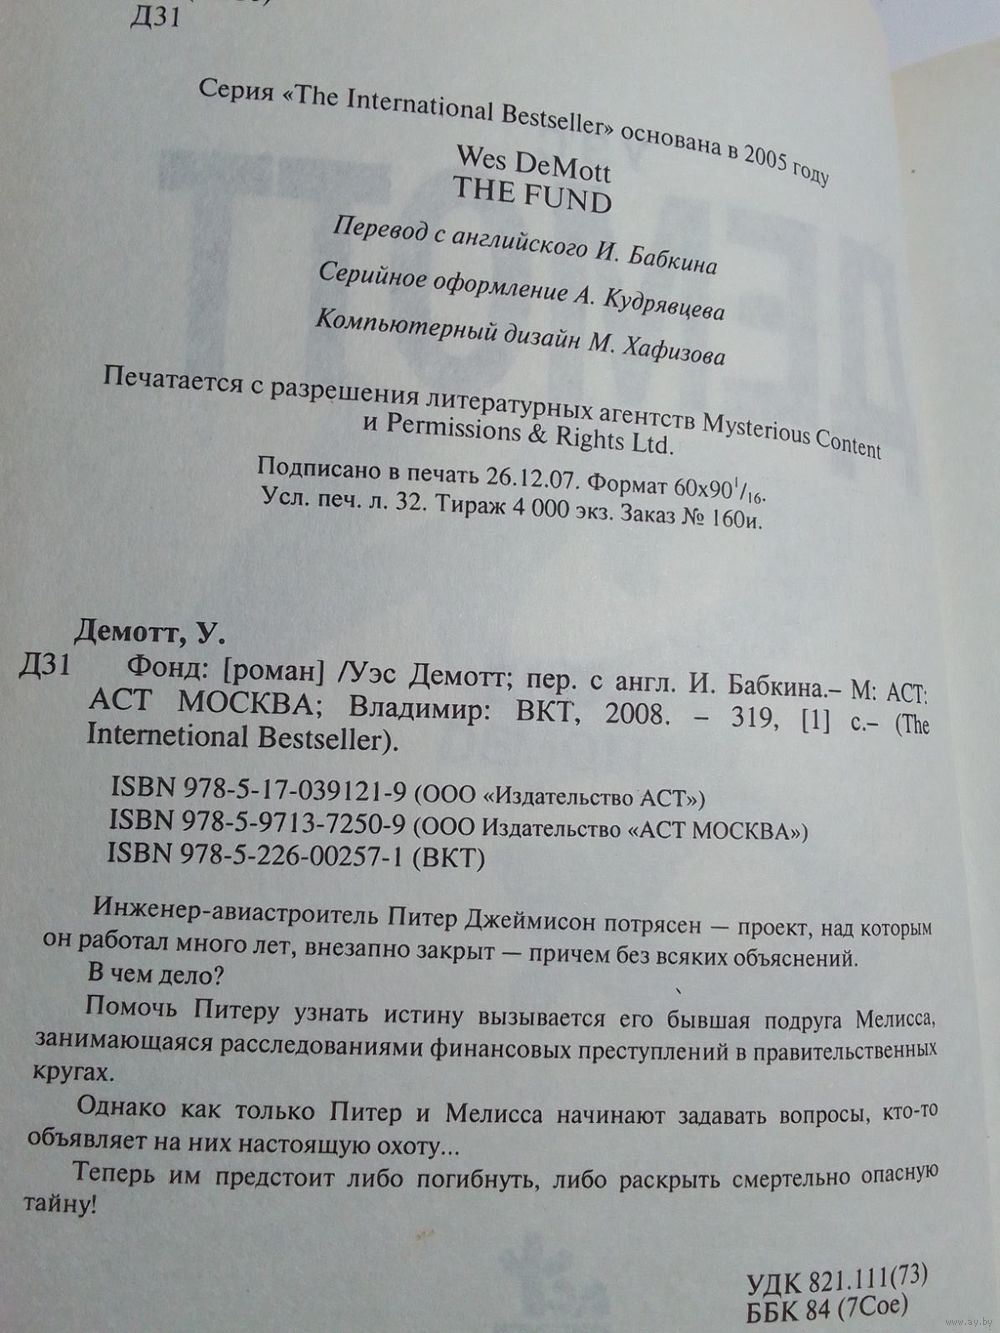 Д31
Серия «The International Bestseller» основана в 2005 году
Wes DeMott
THE FUND
Перевод с английского И. Бабкина
Серийное оформление А. Кудрявцева
Компьютерный дизайн М. Хафизова
Печатается с разрешения литературных агентств Mysterious Content
и Permissions & Rights Ltd.
Подписано в печать 26.12.07. Формат 60x90¹/₁₆.
Усл. печ. л. 32. Тираж 4 000 экз. Заказ № 160и.
Демотт, У.
Д31 Фонд: [роман] /Уэс Демотт; пер. с англ. И. Бабкина.– М: АСТ:
АСТ МОСКВА; Владимир: ВКТ, 2008. – 319, [1] с.– (The
Internetional Bestseller).
ISBN 978-5-17-039121-9 (ООО «Издательство АСТ»)
ISBN 978-5-9713-7250-9 (ООО Издательство «АСТ МОСКВА»)
ISBN 978-5-226-00257-1 (ВКТ)
Инженер-авиастроитель Питер Джеймисон потрясен — проект, над которым
он работал много лет, внезапно закрыт — причем без всяких объяснений.
В чем дело?
Помочь Питеру узнать истину вызывается его бывшая подруга Мелисса,
занимающаяся расследованиями финансовых преступлений в правительственных
кругах.
Однако как только Питер и Мелисса начинают задавать вопросы, кто-то
объявляет на них настоящую охоту...
Теперь им предстоит либо погибнуть, либо раскрыть смертельно опасную
тайну!
УДК 821.111(73)
ББК 84 (7Сое)
www.ay.by